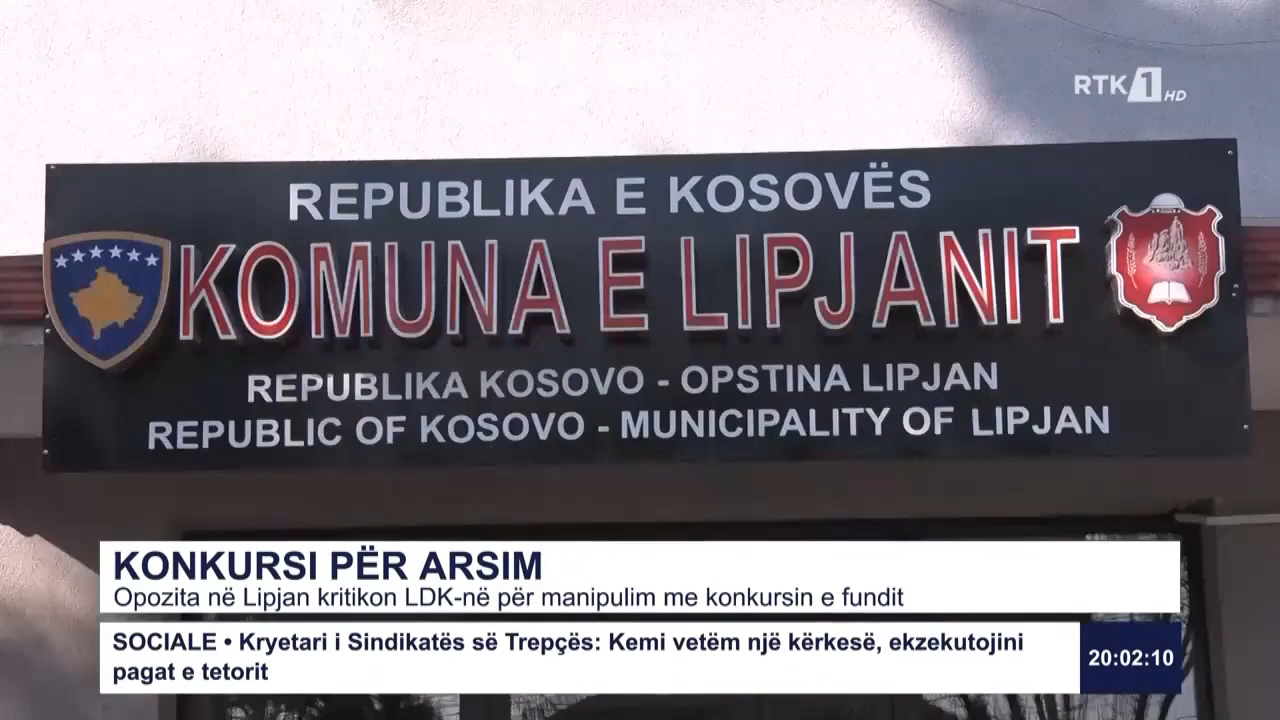 RTK 1 HD
REPUBLIKA E KOSOVËS
KOMUNA E LIPJANIT
REPUBLIKA KOSOVO - OPSTINA LIPJAN
REPUBLIC OF KOSOVO - MUNICIPALITY OF LIPJAN
KONKURSI PËR ARSIM
Opozita në Lipjan kritikon LDK-në për manipulim me konkursin e fundit
SOCIALE • Kryetari i Sindikatës së Trepçës: Kemi vetëm një kërkesë, ekzekutojini
pagat e tetorit
20:02:10